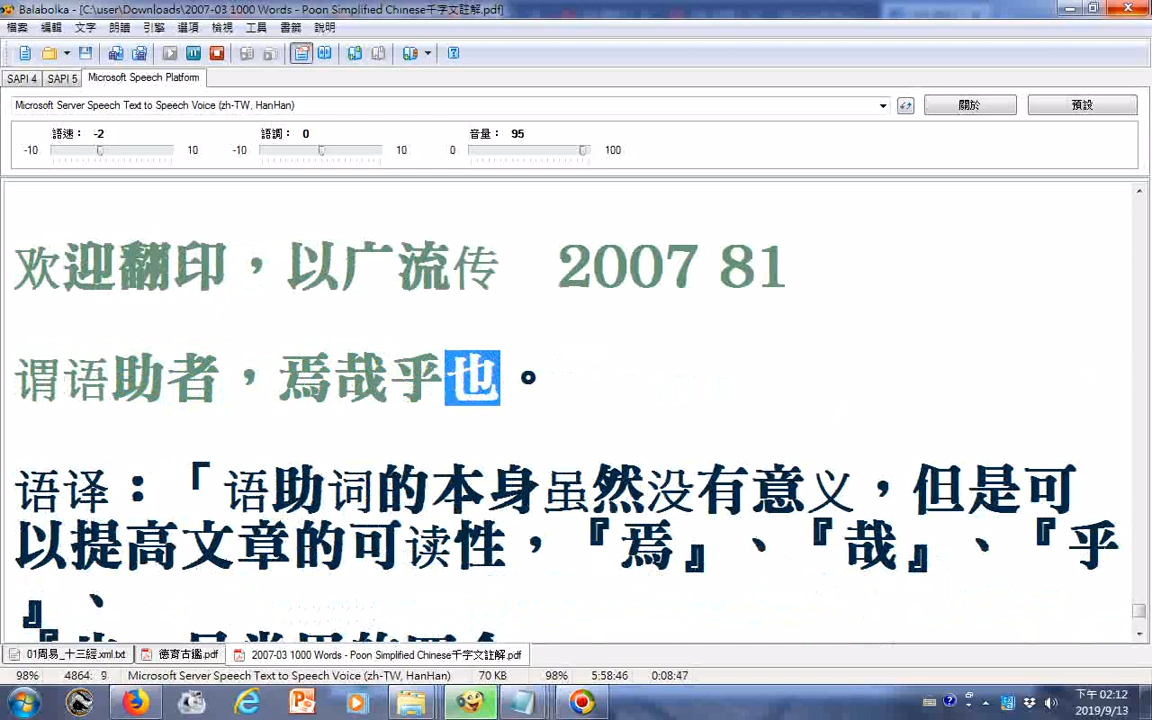 Balabolka - [C:\user\Downloads\2007-03 1000 Words - Poon Simplified Chinese千字文註解.pdf]
檔案 編輯 文字 朗讀 引擎 選項 檢視 工具 書籤 說明
SAPI 4 SAPI 5 Microsoft Speech Platform
Microsoft Server Speech Text to Speech Voice (zh-TW, HanHan) 關於 預設
語速： -2 語調： 0 音量： 95
-10 10 -10 10 0 100
欢迎翻印，以广流传 2007 81
谓语助者，焉哉乎也。
语译：「语助词的本身虽然没有意义，但是可
以提高文章的可读性，『焉』、『哉』、『乎
』、
01周易_十三經.xml.txt 德育古鑑.pdf 2007-03 1000 Words - Poon Simplified Chinese千字文註解.pdf
98% 4864: 9 Microsoft Server Speech Text to Speech Voice (zh-TW, HanHan) 70 KB 98% 5:58:46 0:08:47
下午 02:12
2019/9/13